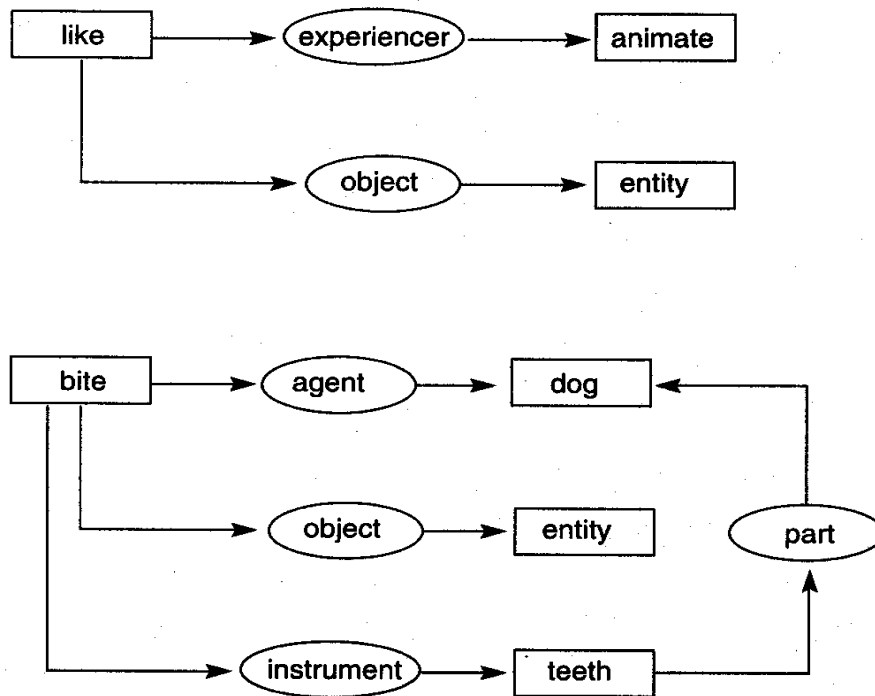 like
experiencer
animate
object
entity
bite
agent
dog
object
entity
part
instrument
teeth